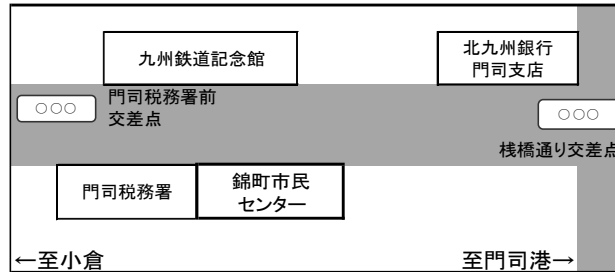 九州鉄道記念館
北九州銀行
門司支店
○○○
門司税務署前
交差点
○○○
桟橋通り交差点
門司税務署
錦町市民
センター
←至小倉
至門司港→